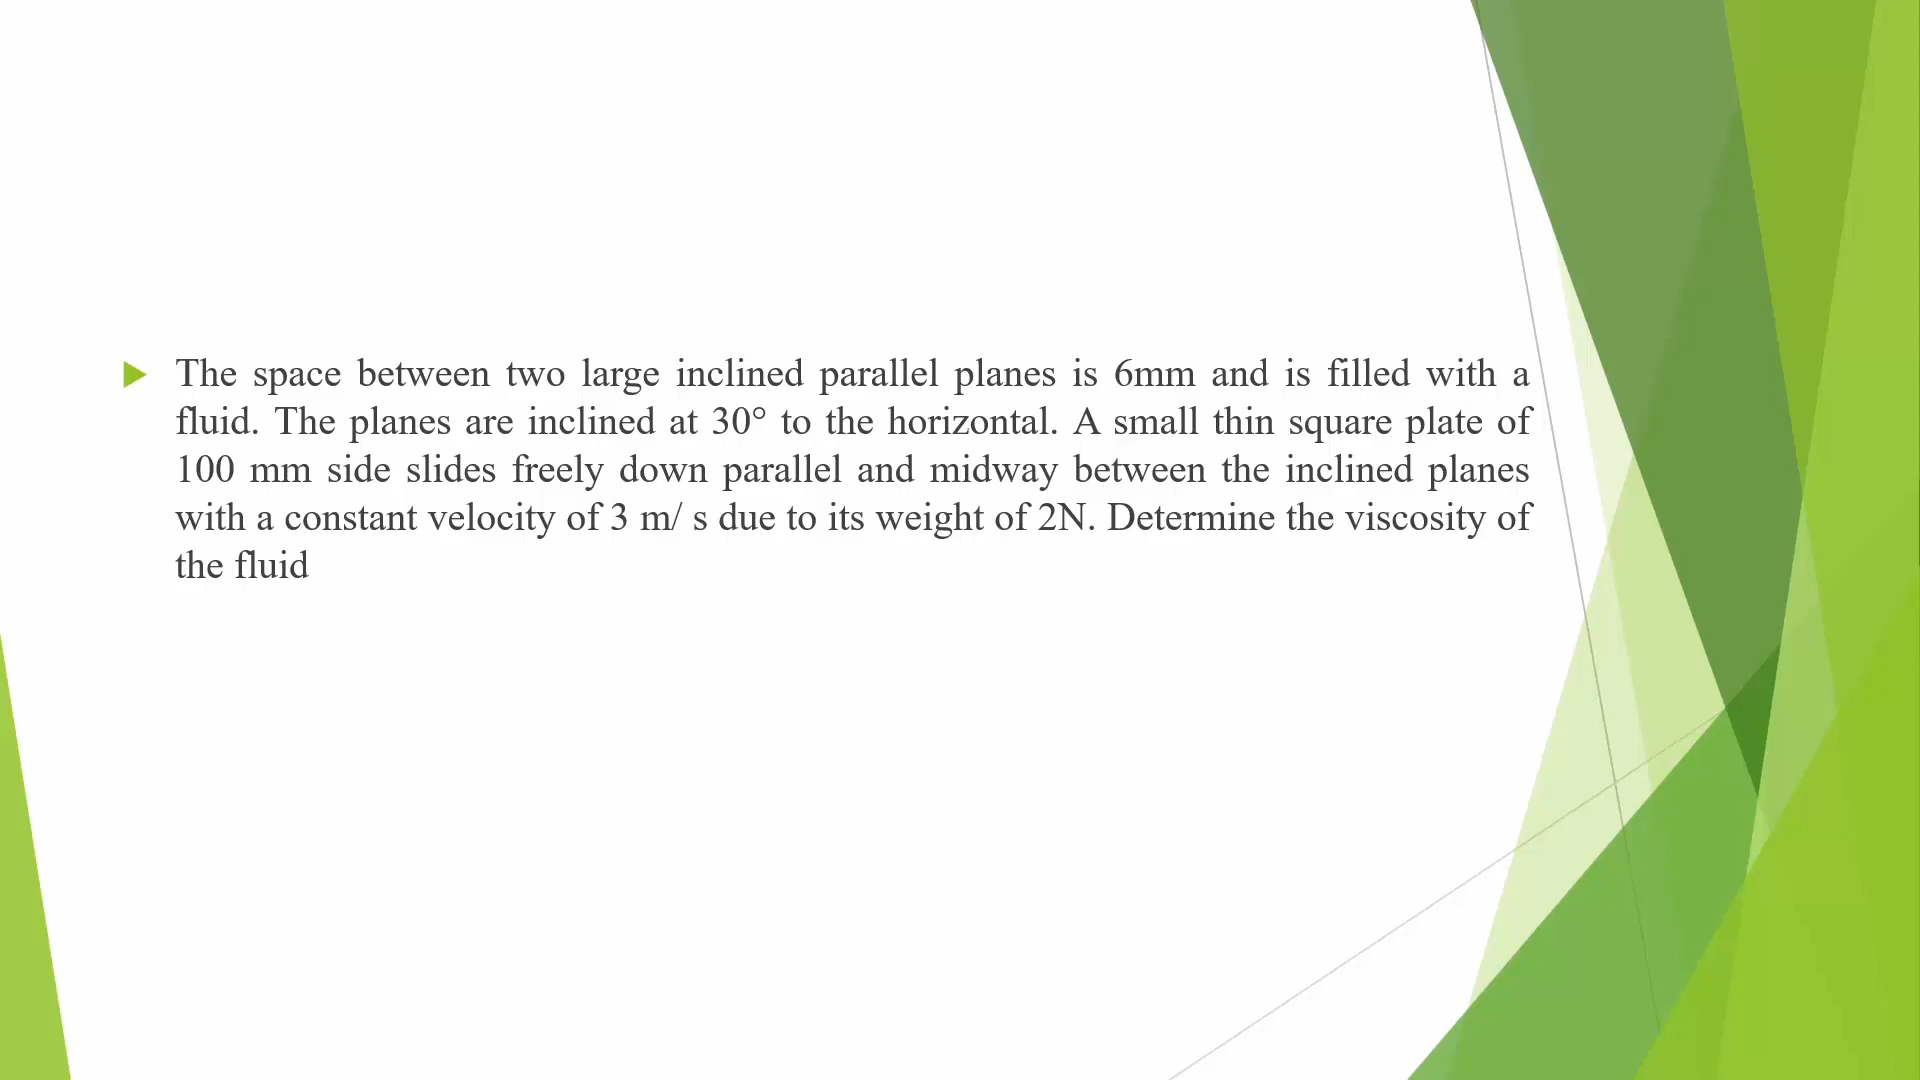 The space between two large inclined parallel planes is 6mm and is filled with a
fluid. The planes are inclined at 30° to the horizontal. A small thin square plate of
100 mm side slides freely down parallel and midway between the inclined planes
with a constant velocity of 3 m/ s due to its weight of 2N. Determine the viscosity of
the fluid